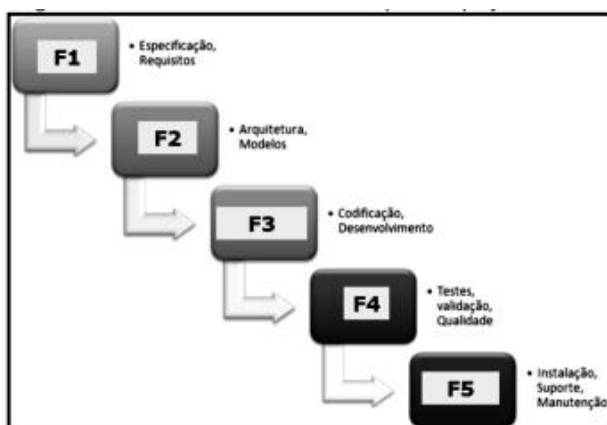 F1
• Especificação,
Requisitos
F2
• Arquitetura,
Modelos
F3
• Codificação,
Desenvolvimento
F4
• Testes,
validação,
Qualidade
F5
• Instalação,
Suporte,
Manutenção